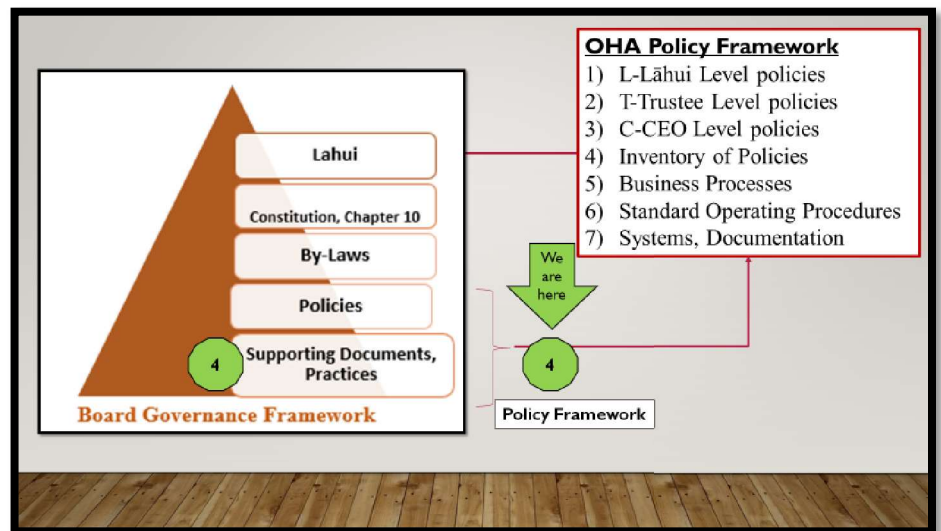 OHA Policy Framework
1) L-Lāhui Level policies
2) T-Trustee Level policies
3) C-CEO Level policies
4) Inventory of Policies
5) Business Processes
6) Standard Operating Procedures
7) Systems, Documentation
Lahui
Constitution, Chapter 10
By-Laws
Policies
Supporting Documents,
Practices
4
Board Governance Framework
We
are
here
4
Policy Framework